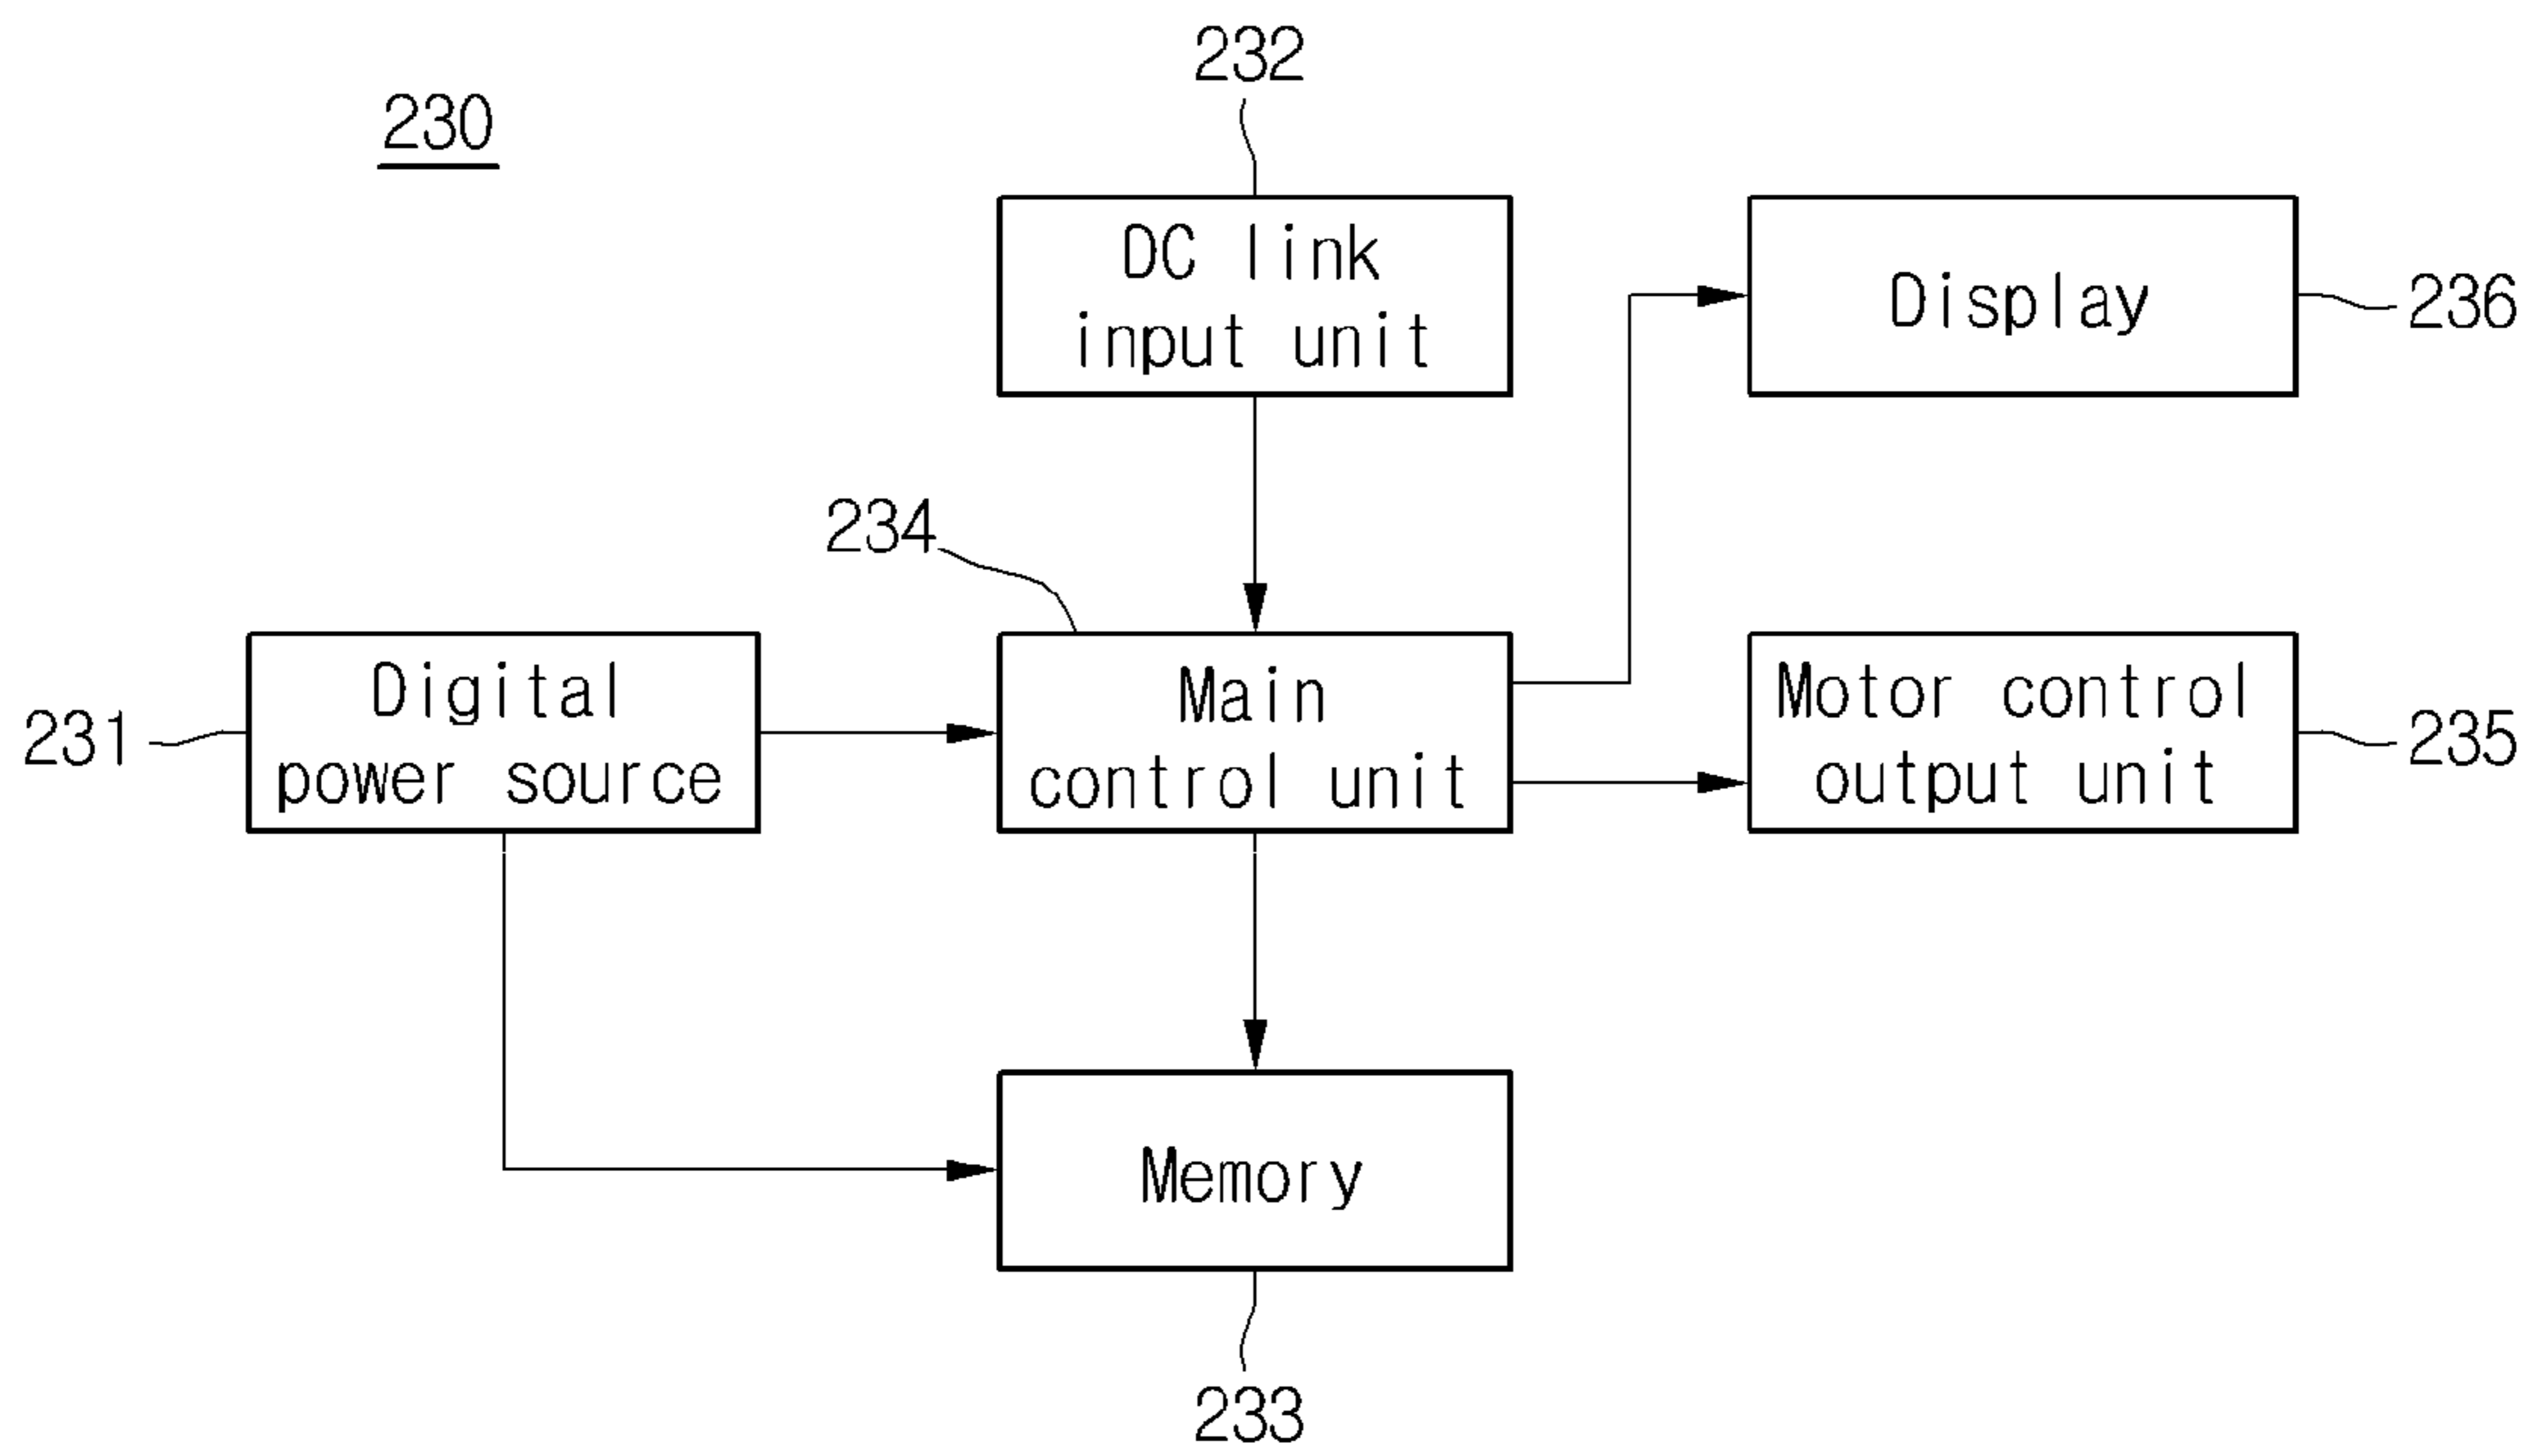 230
232
DC link
input unit
Display
236
234
Digital
power source
231
Main
control unit
Motor control
output unit
235
Memory
233